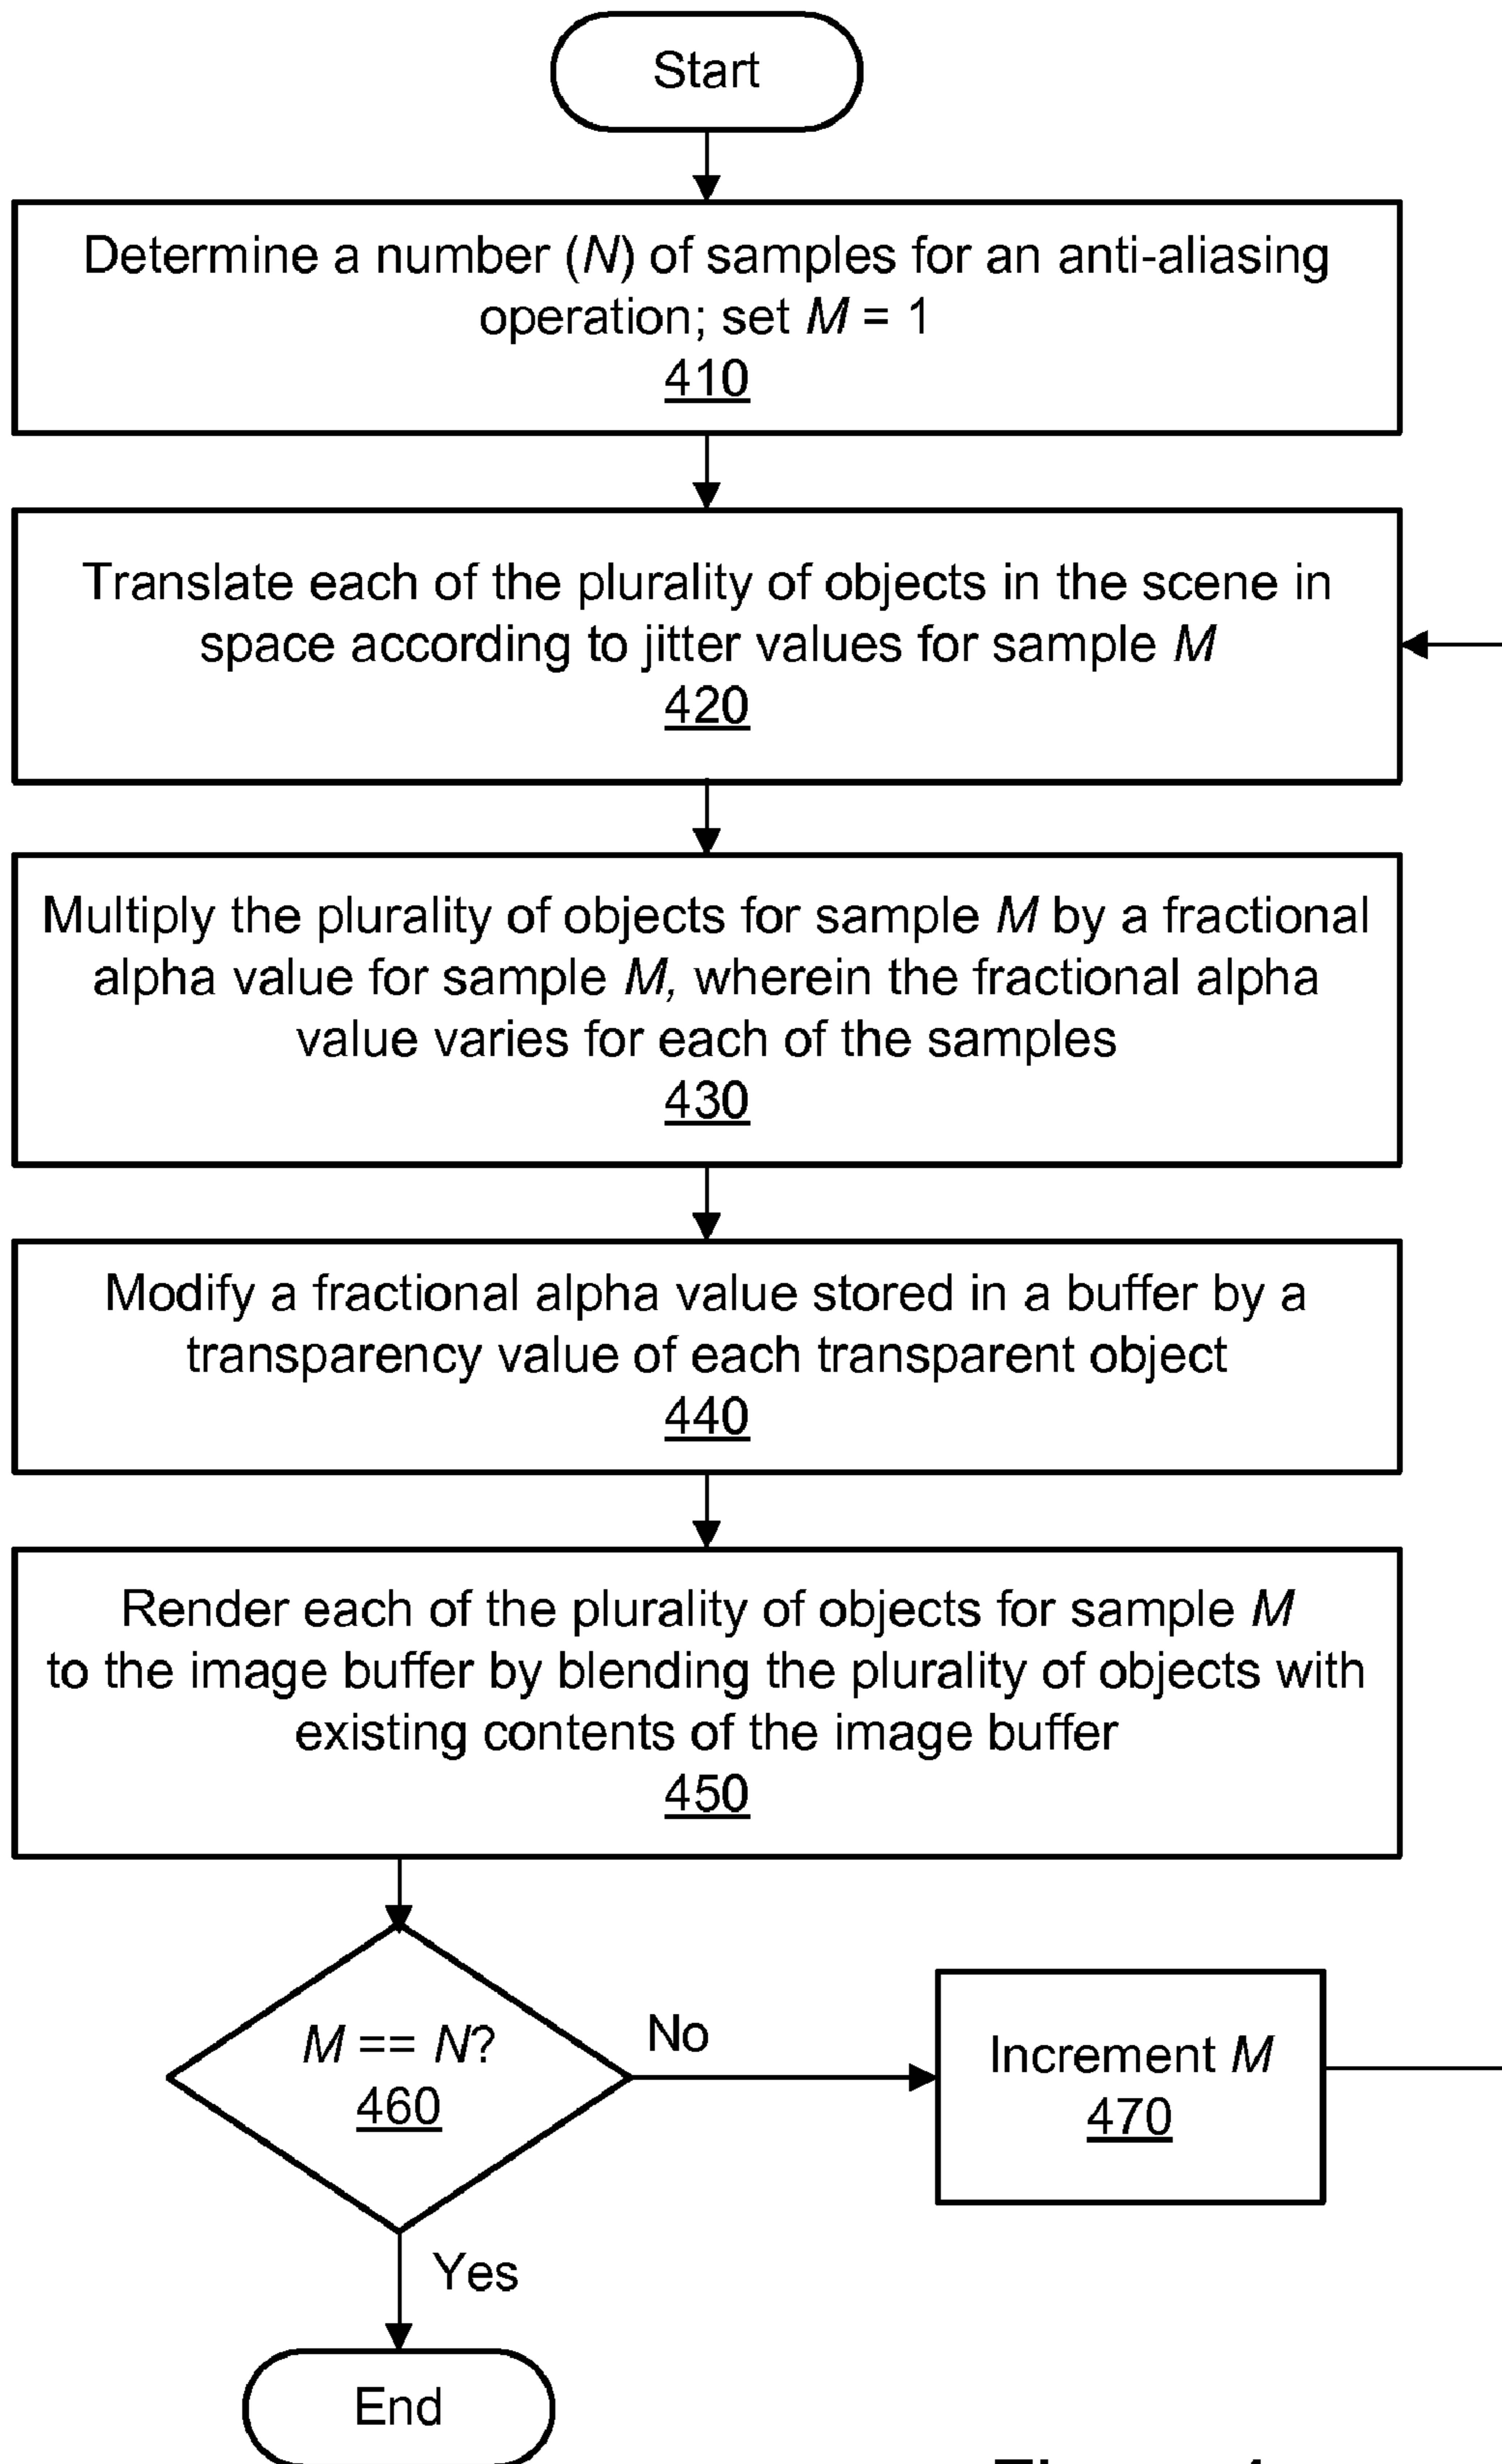 Start
Determine a number (N) of samples for an anti-aliasing
operation; set M = 1
410
Translate each of the plurality of objects in the scene in
space according to jitter values for sample M
420
Multiply the plurality of objects for sample M by a fractional
alpha value for sample M, wherein the fractional alpha
value varies for each of the samples
430
Modify a fractional alpha value stored in a buffer by a
transparency value of each transparent object
440
Render each of the plurality of objects for sample M
to the image buffer by blending the plurality of objects with
existing contents of the image buffer
450
M == N?
460
No
Increment M
470
Yes
End